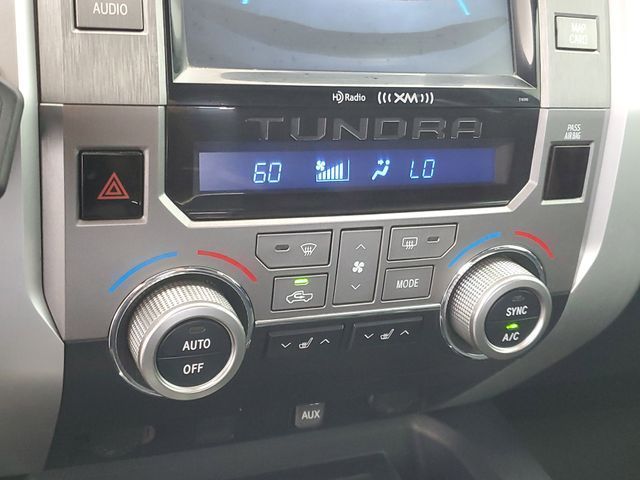 AUDIO
MAP
CARD
HD Radio
(((XM)))
TUNDRA
PASS
AIRBAG
60
LO
MODE
AUTO
OFF
SYNC
A/C
AUX